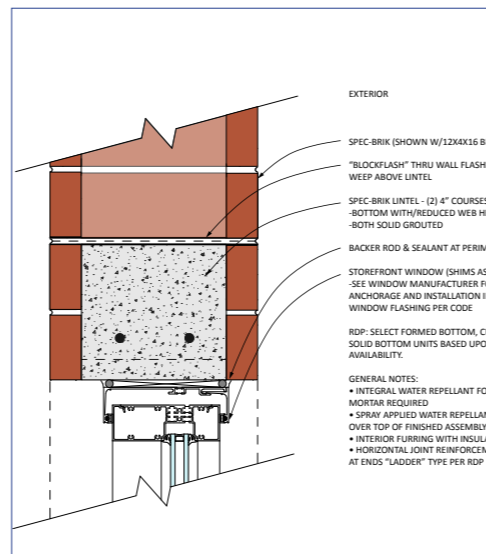 EXTERIOR
SPEC-BRIK (SHOWN W/12X4X16 B
"BLOCKFLASH" THRU WALL FLASH
WEEP ABOVE LINTEL
SPEC-BRIK LINTEL - (2) 4" COURSES
-BOTTOM WITH/REDUCED WEB H
-BOTH SOLID GROUTED
BACKER ROD & SEALANT AT PERIM
STOREFRONT WINDOW (SHIMS AS
-SEE WINDOW MANUFACTURER F
ANCHORAGE AND INSTALLATION I
WINDOW FLASHING PER CODE
RDP: SELECT FORMED BOTTOM, C
SOLID BOTTOM UNITS BASED UPO
AVAILABILITY.
GENERAL NOTES:
• INTEGRAL WATER REPELLANT FO
MORTAR REQUIRED
• SPRAY APPLIED WATER REPELLAN
OVER TOP OF FINISHED ASSEMBLY
• INTERIOR FURRING WITH INSULA
• HORIZONTAL JOINT REINFORCEM
AT ENDS "LADDER" TYPE PER RDP